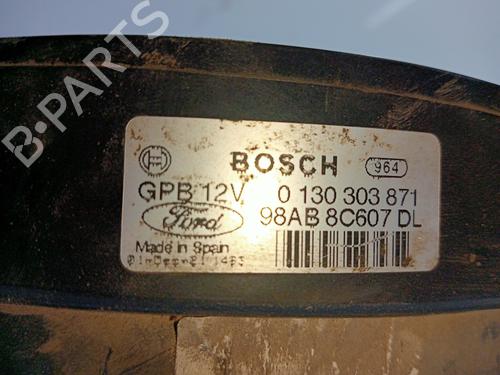 B-PARTS
BOSCH 964
GPB 12V 0 130 303 871
Ford 98AB 8C607 DL
Made in Spain